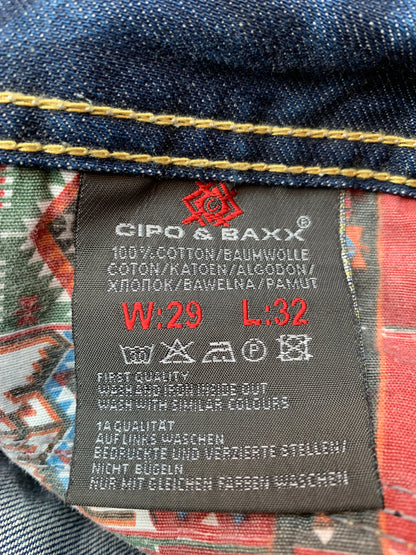 CIPO & BAXX®
100% COTTON/BAUMWOLLE
COTON/KATOEN/ALGODON/
ХЛОПОК/BAWELNA/PAMUT
W:29 L:32
FIRST QUALITY
WASH AND IRON INSIDE OUT
WASH WITH SIMILAR COLOURS
1A QUALITÄT
AUF LINKS WASCHEN
BEDRUCKTE UND VERZIERTE STELLEN/
NICHT BÜGELN
NUR MIT GLEICHEN FARBEN WASCHEN